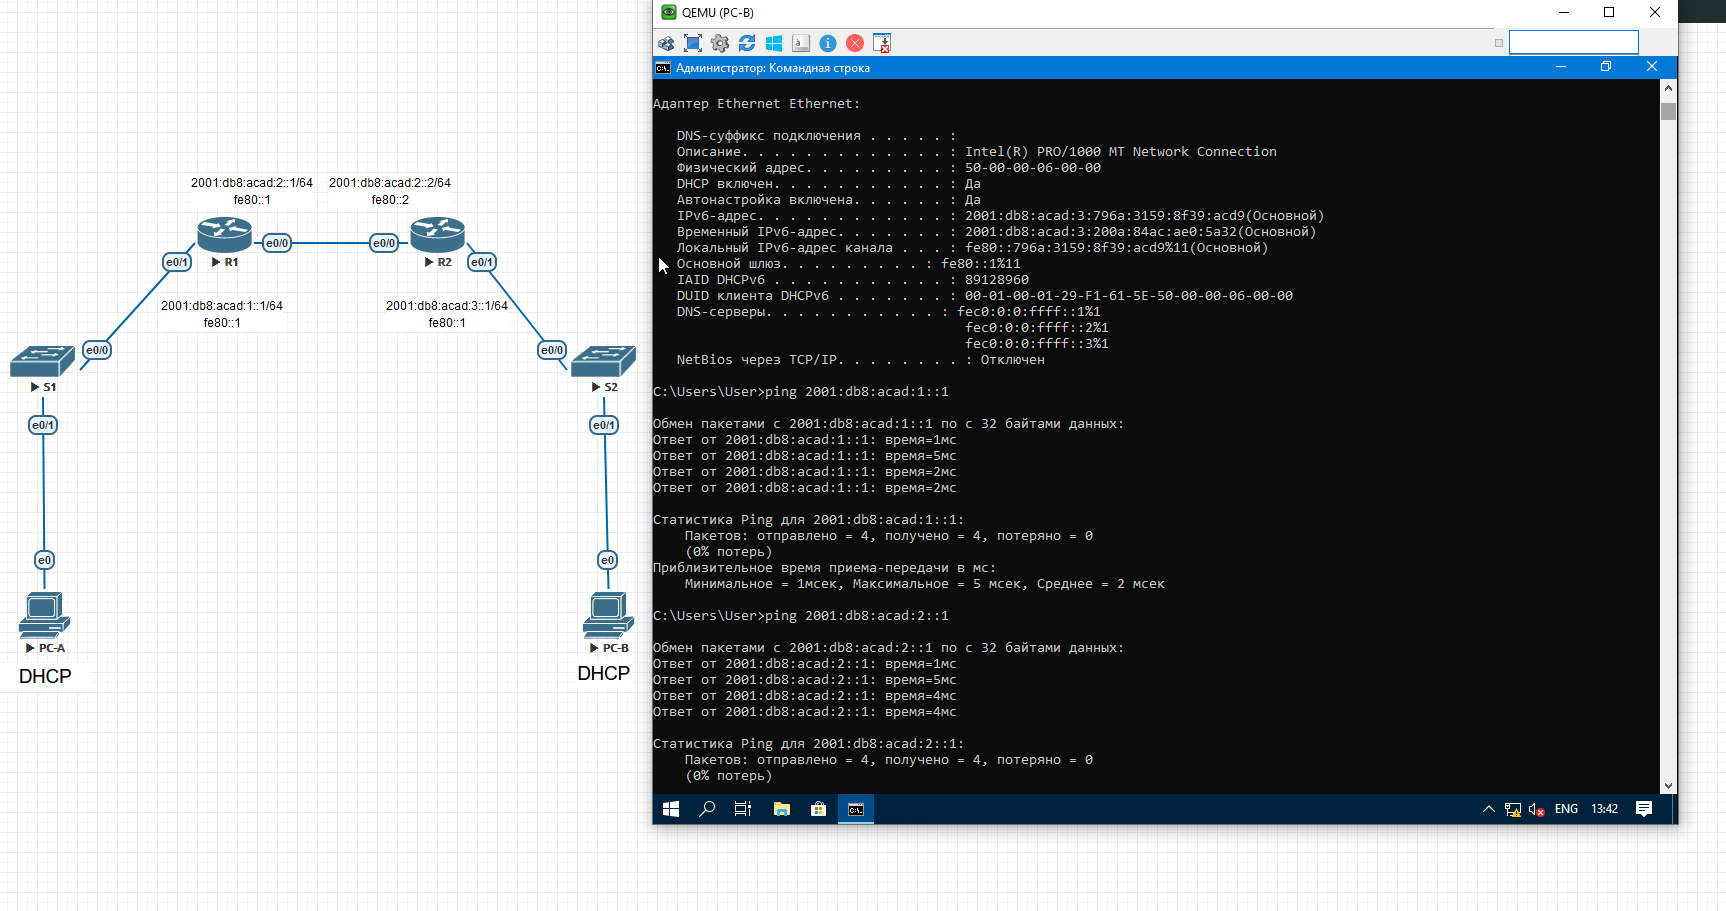 QEMU (PC-B)
Администратор: Командная строка
Адаптер Ethernet Ethernet:
DNS-суффикс подключения . . . . . :
Описание. . . . . . . . . . . . . : Intel(R) PRO/1000 MT Network Connection
Физический адрес. . . . . . . . . : 50-00-00-06-00-00
DHCP включен. . . . . . . . . . . : Да
Автонастройка включена. . . . . . : Да
IPv6-адрес. . . . . . . . . . . . : 2001:db8:acad:3:796a:3159:8f39:acd9(Основной)
Временный IPv6-адрес. . . . . . . : 2001:db8:acad:3:200a:84ac:ae0:5a32(Основной)
Локальный IPv6-адрес канала . . . : fe80::796a:3159:8f39:acd9%11(Основной)
Основной шлюз. . . . . . . . . : fe80::1%11
IAID DHCPv6 . . . . . . . . . . . : 89128960
DUID клиента DHCPv6 . . . . . . . : 00-01-00-01-29-F1-61-5E-50-00-00-06-00-00
DNS-серверы. . . . . . . . . . . : fec0:0:0:ffff::1%1
fec0:0:0:ffff::2%1
fec0:0:0:ffff::3%1
NetBios через TCP/IP. . . . . . . . : Отключен
C:\Users\User>ping 2001:db8:acad:1::1
Обмен пакетами с 2001:db8:acad:1::1 по с 32 байтами данных:
Ответ от 2001:db8:acad:1::1: время=1мс
Ответ от 2001:db8:acad:1::1: время=5мс
Ответ от 2001:db8:acad:1::1: время=2мс
Ответ от 2001:db8:acad:1::1: время=2мс
Статистика Ping для 2001:db8:acad:1::1:
Пакетов: отправлено = 4, получено = 4, потеряно = 0
(0% потерь)
Приблизительное время приема-передачи в мс:
Минимальное = 1мсек, Максимальное = 5 мсек, Среднее = 2 мсек
C:\Users\User>ping 2001:db8:acad:2::1
Обмен пакетами с 2001:db8:acad:2::1 по с 32 байтами данных:
Ответ от 2001:db8:acad:2::1: время=1мс
Ответ от 2001:db8:acad:2::1: время=5мс
Ответ от 2001:db8:acad:2::1: время=4мс
Ответ от 2001:db8:acad:2::1: время=4мс
Статистика Ping для 2001:db8:acad:2::1:
Пакетов: отправлено = 4, получено = 4, потеряно = 0
(0% потерь)
ENG 13:42
2001:db8:acad:2::1/64 2001:db8:acad:2::2/64
fe80::1 fe80::2
e0/0 e0/0
e0/1 R1 R2 e0/1
2001:db8:acad:1::1/64 2001:db8:acad:3::1/64
fe80::1 fe80::1
e0/0 e0/0
S1 S2
e0/1 e0/1
e0 e0
PC-A PC-B
DHCP DHCP